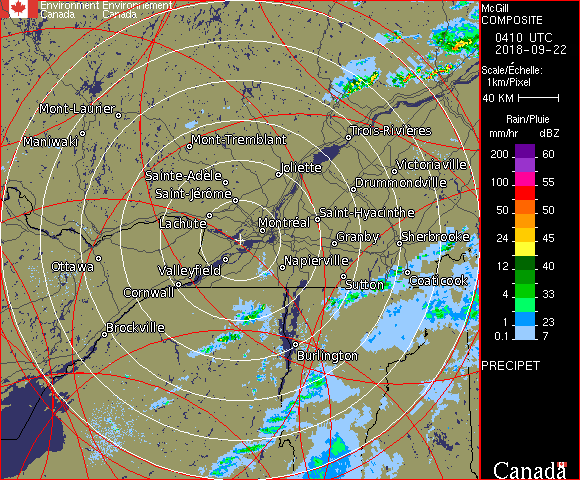 Environment Environnement
Canada Canada
McGill
COMPOSITE
0410 UTC
2018-09-22
Scale/Échelle:
1km/Pixel
40 KM
Rain/Pluie
mm/hr dBZ
200 60
150 57
100 55
50 50
24 45
12 40
4 33
1 23
0.1 7
PRECIPET
Canada
Mont-Laurier
Maniwaki
Mont-Tremblant
Trois-Rivières
Sainte-Adèle
Joliette
Victoriaville
Saint-Jérôme
Drummondville
Lachute
Montréal
Saint-Hyacinthe
Granby
Sherbrooke
Ottawa
Valleyfield
Napierville
Cornwall
Sutton
Coaticook
Brockville
Burlington